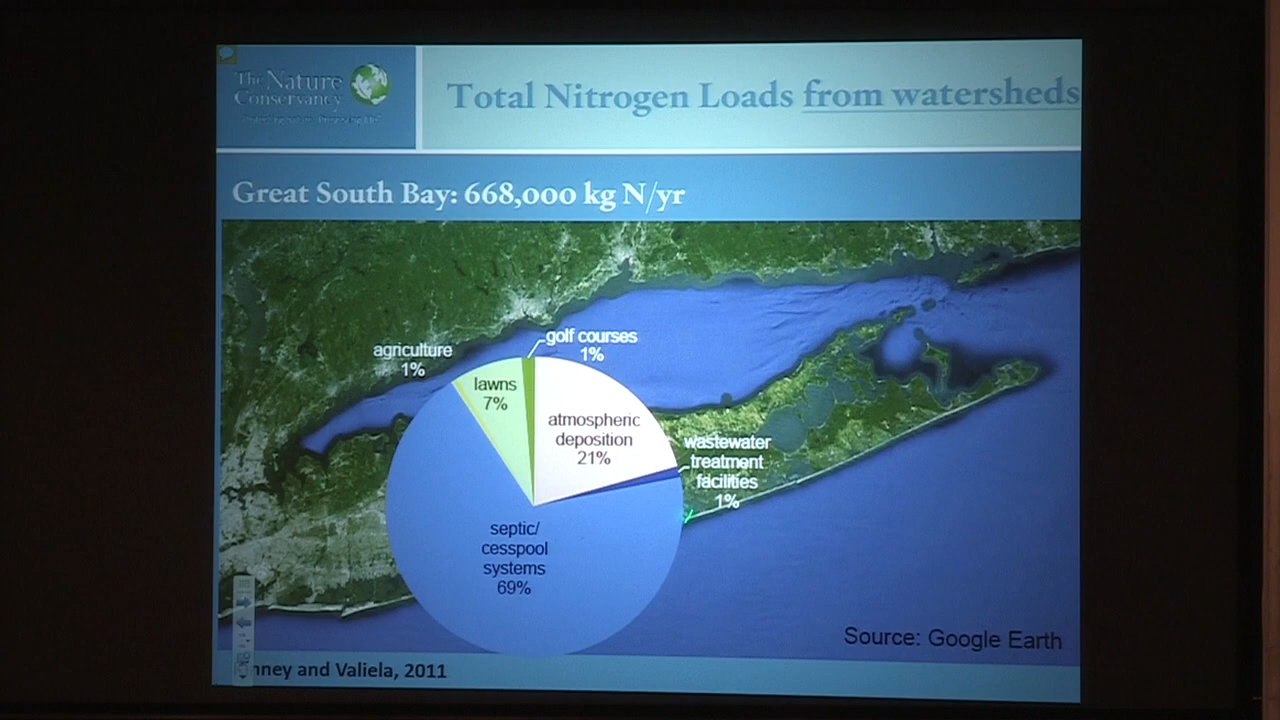 The Nature
Conservancy
Total Nitrogen Loads from watersheds
Great South Bay: 668,000 kg N/yr
golf courses
1%
agriculture
1%
lawns
7%
atmospheric
deposition
21%
wastewater
treatment
facilities
1%
septic/
cesspool
systems
69%
Source: Google Earth
nney and Valiela, 2011